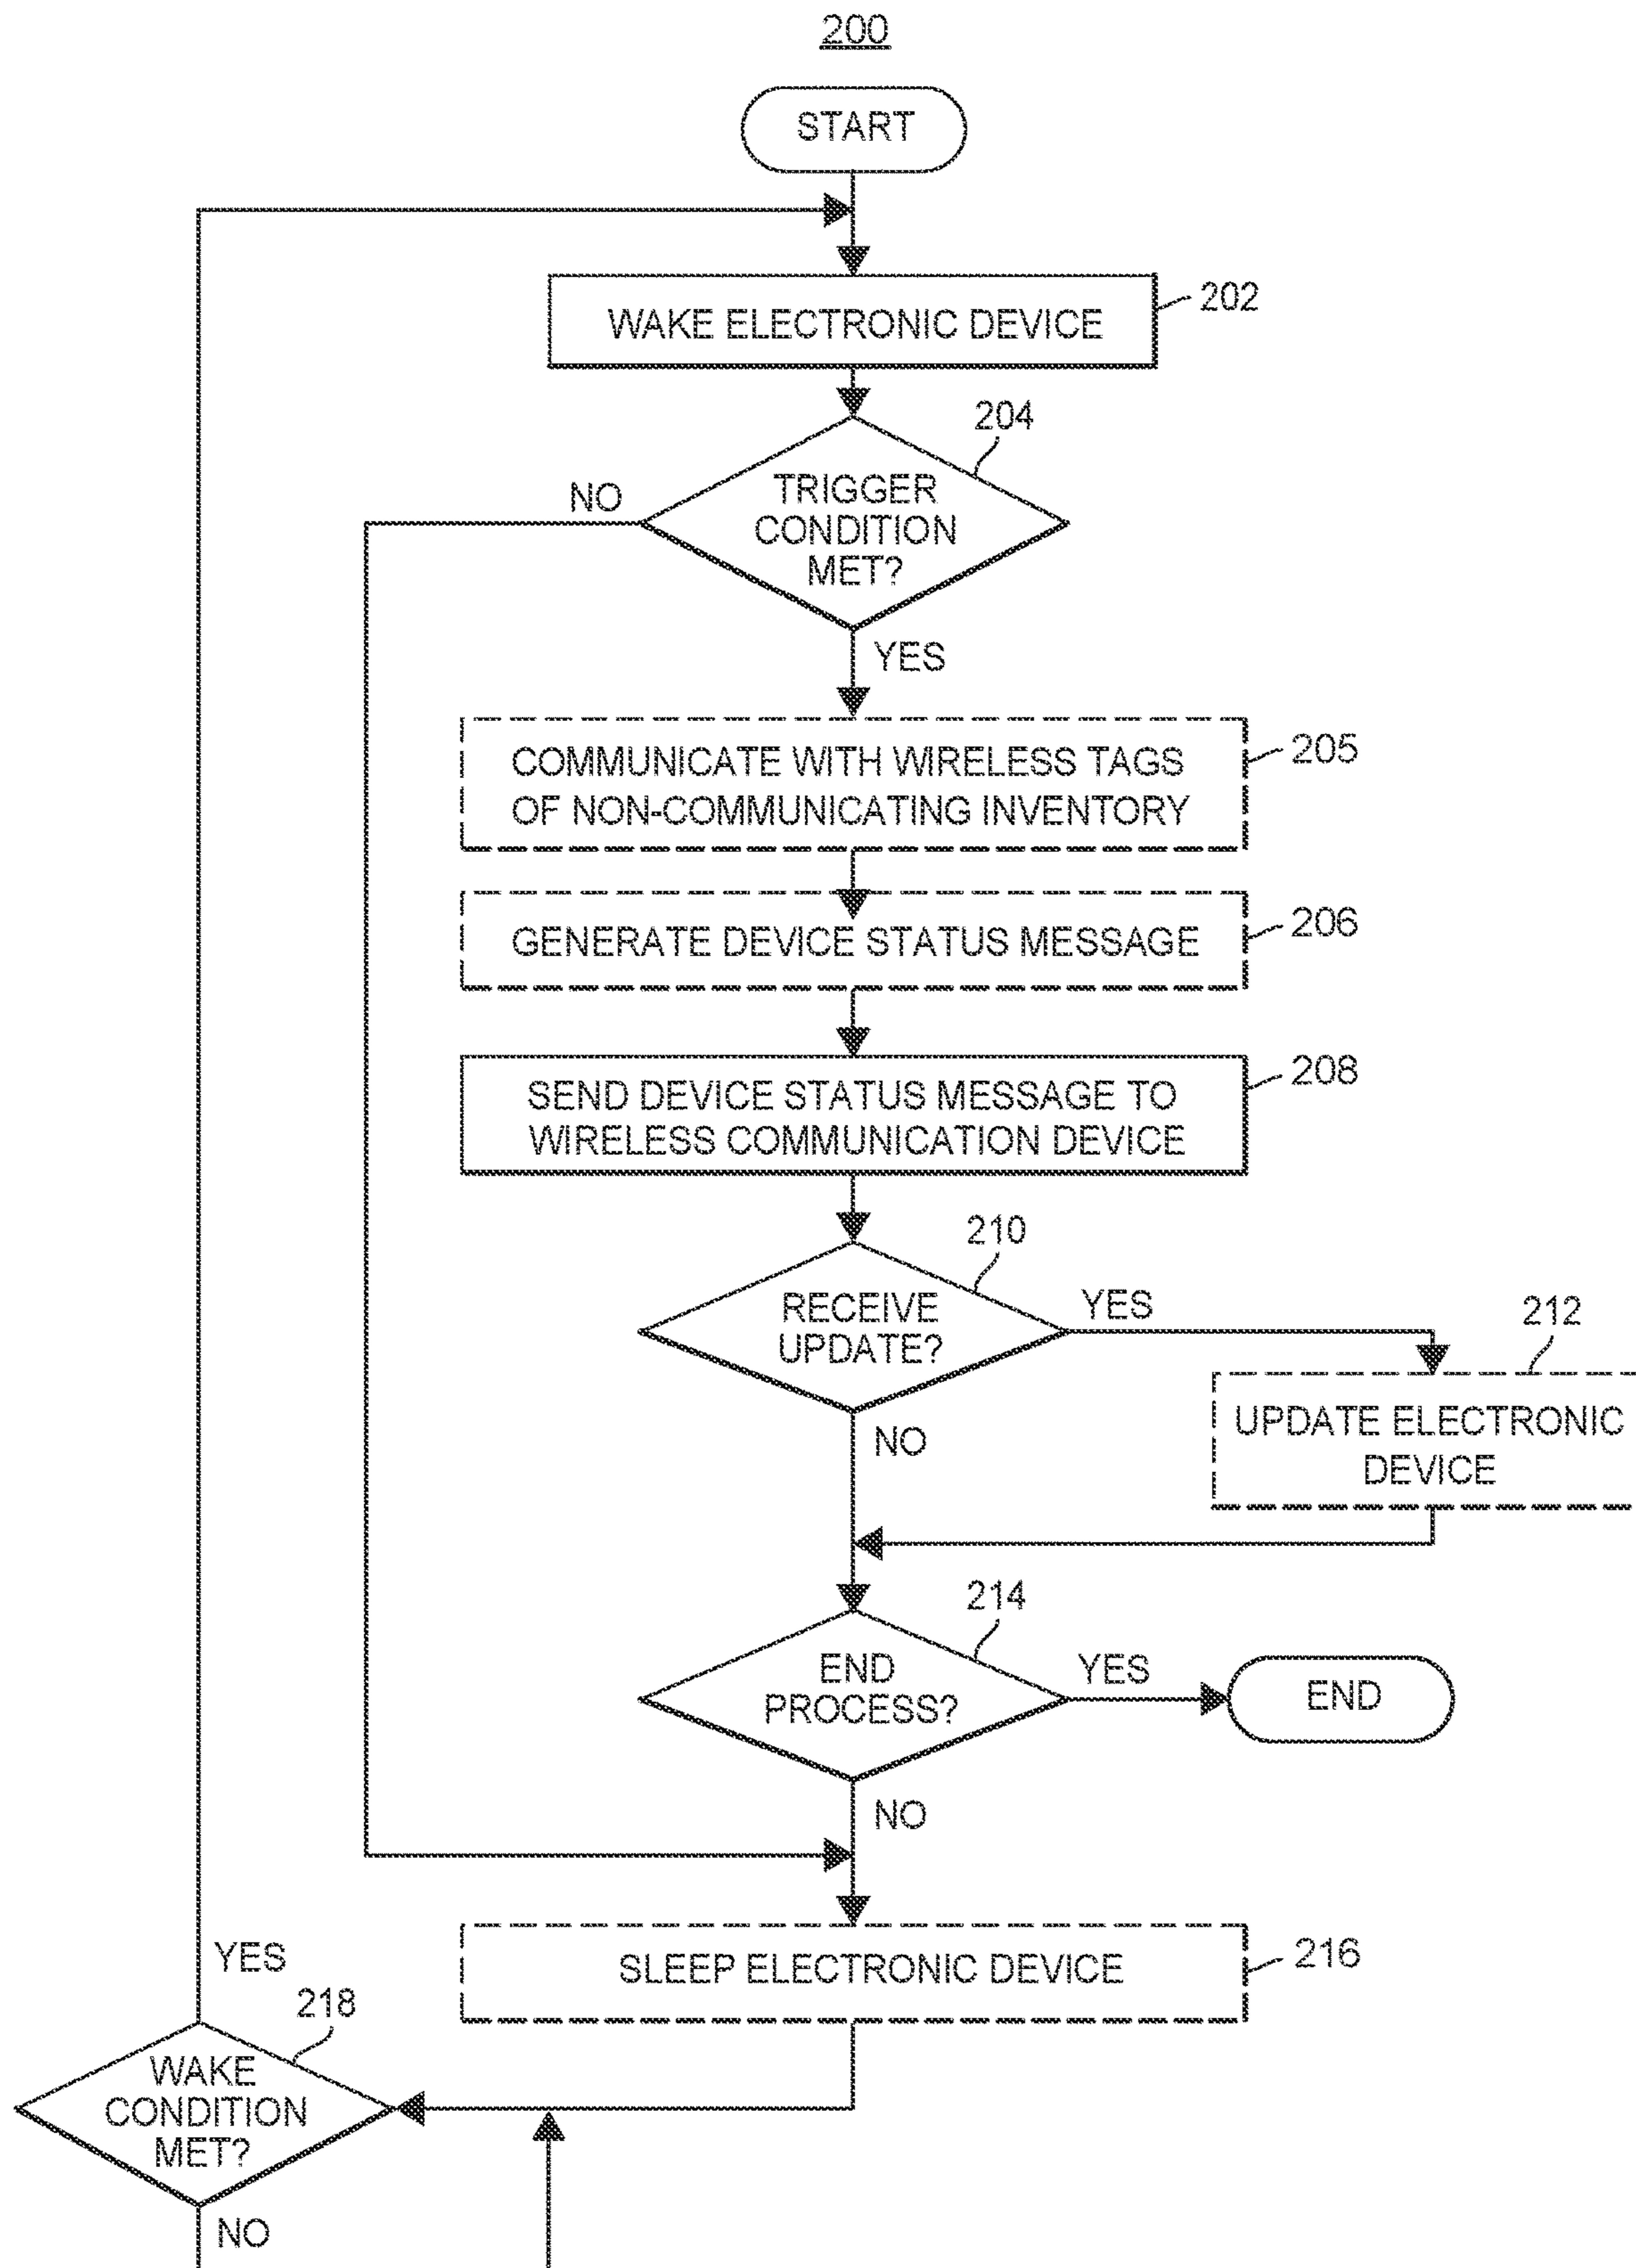 200
START
WAKE ELECTRONIC DEVICE
202
204
TRIGGER
CONDITION
MET?
NO
YES
COMMUNICATE WITH WIRELESS TAGS
OF NON-COMMUNICATING INVENTORY
205
GENERATE DEVICE STATUS MESSAGE
206
SEND DEVICE STATUS MESSAGE TO
WIRELESS COMMUNICATION DEVICE
208
210
RECEIVE
UPDATE?
YES
NO
212
UPDATE ELECTRONIC
DEVICE
214
END
PROCESS?
YES
END
NO
SLEEP ELECTRONIC DEVICE
216
YES
218
WAKE
CONDITION
MET?
NO